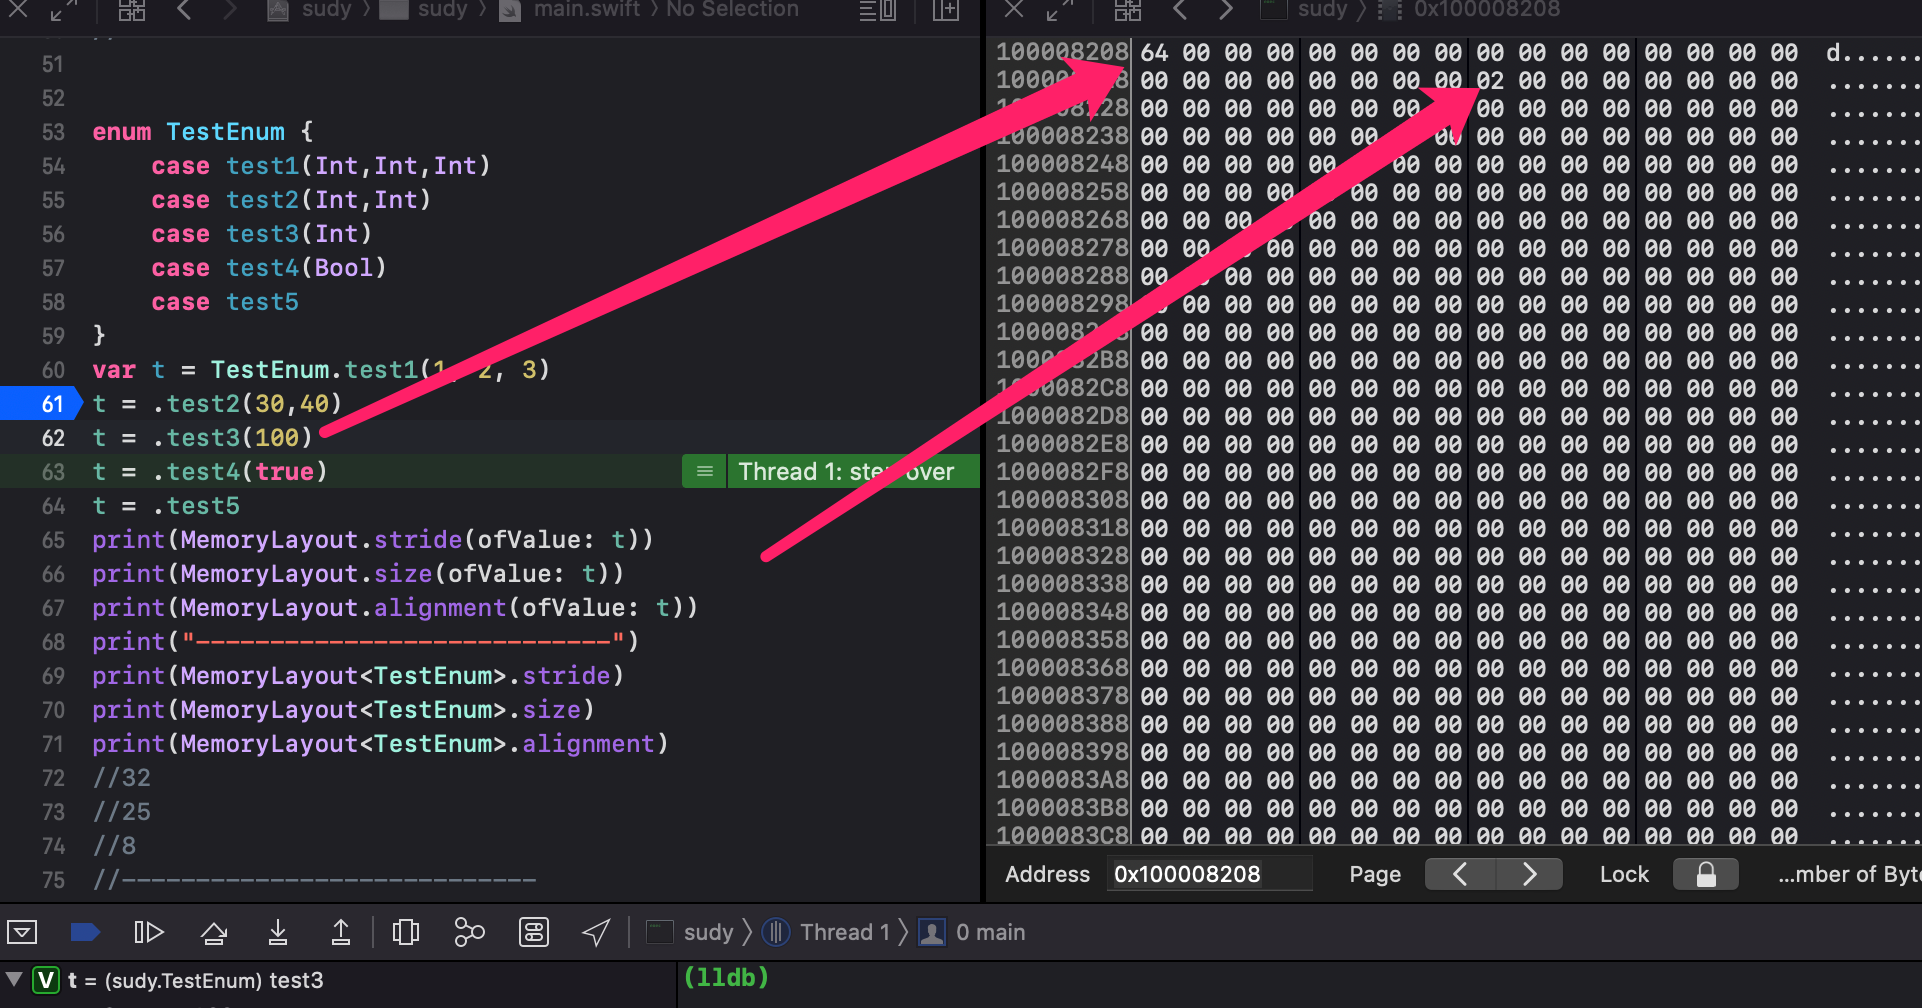 sudy 〉 sudy 〉 main.swift 〉 No Selection
51
52
53 enum TestEnum {
54 case test1(Int,Int,Int)
55 case test2(Int,Int)
56 case test3(Int)
57 case test4(Bool)
58 case test5
59 }
60 var t = TestEnum.test1(1, 2, 3)
61 t = .test2(30,40)
62 t = .test3(100)
63 t = .test4(true)
Thread 1: step over
64 t = .test5
65 print(MemoryLayout.stride(ofValue: t))
66 print(MemoryLayout.size(ofValue: t))
67 print(MemoryLayout.alignment(ofValue: t))
68 print("----------------------------")
69 print(MemoryLayout<TestEnum>.stride)
70 print(MemoryLayout<TestEnum>.size)
71 print(MemoryLayout<TestEnum>.alignment)
72 //32
73 //25
74 //8
75 //----------------------------
sudy 〉 0x100008208
100008208 64 00 00 00 00 00 00 00 00 00 00 00 00 00 00 00 d......
00 00 00 00 00 00 00 00 02 00 00 00 00 00 00 00 .......
00 00 00 00 00 00 00 00 00 00 00 00 00 00 00 .......
100008238 00 00 00 00 00 00 00 00 00 00 00 00 00 00 00 00 .......
100008248 00 00 00 00 00 00 00 00 00 00 00 00 00 00 00 00 .......
100008258 00 00 00 00 00 00 00 00 00 00 00 00 00 00 00 .......
100008268 00 00 00 00 00 00 00 00 00 00 00 00 00 00 00 00 .......
100008278 00 00 00 00 00 00 00 00 00 00 00 00 00 00 00 .......
100008288 00 00 00 00 00 00 00 00 00 00 00 00 00 00 00 00 .......
100008298 00 00 00 00 00 00 00 00 00 00 00 00 00 00 00 .......
00 00 00 00 00 00 00 00 00 00 00 00 00 00 00 00 .......
00 00 00 00 00 00 00 00 00 00 00 00 00 00 00 00 .......
1000082C8 00 00 00 00 00 00 00 00 00 00 00 00 00 00 00 00 .......
1000082D8 00 00 00 00 00 00 00 00 00 00 00 00 00 00 00 00 .......
1000082E8 00 00 00 00 00 00 00 00 00 00 00 00 00 00 00 00 .......
1000082F8 00 00 00 00 00 00 00 00 00 00 00 00 00 00 00 00 .......
100008308 00 00 00 00 00 00 00 00 00 00 00 00 00 00 00 00 .......
100008318 00 00 00 00 00 00 00 00 00 00 00 00 00 00 00 00 .......
100008328 00 00 00 00 00 00 00 00 00 00 00 00 00 00 00 00 .......
100008338 00 00 00 00 00 00 00 00 00 00 00 00 00 00 00 00 .......
100008348 00 00 00 00 00 00 00 00 00 00 00 00 00 00 00 00 .......
100008358 00 00 00 00 00 00 00 00 00 00 00 00 00 00 00 00 .......
100008368 00 00 00 00 00 00 00 00 00 00 00 00 00 00 00 00 .......
100008378 00 00 00 00 00 00 00 00 00 00 00 00 00 00 00 00 .......
100008388 00 00 00 00 00 00 00 00 00 00 00 00 00 00 00 00 .......
100008398 00 00 00 00 00 00 00 00 00 00 00 00 00 00 00 00 .......
1000083A8 00 00 00 00 00 00 00 00 00 00 00 00 00 00 00 00 .......
1000083B8 00 00 00 00 00 00 00 00 00 00 00 00 00 00 00 00 .......
1000083C8 00 00 00 00 00 00 00 00 00 00 00 00 00 00 00 00 .......
Address 0x100008208 Page Lock ...mber of Byte
sudy 〉 Thread 1 〉 0 main
V t = (sudy.TestEnum) test3
(lldb)